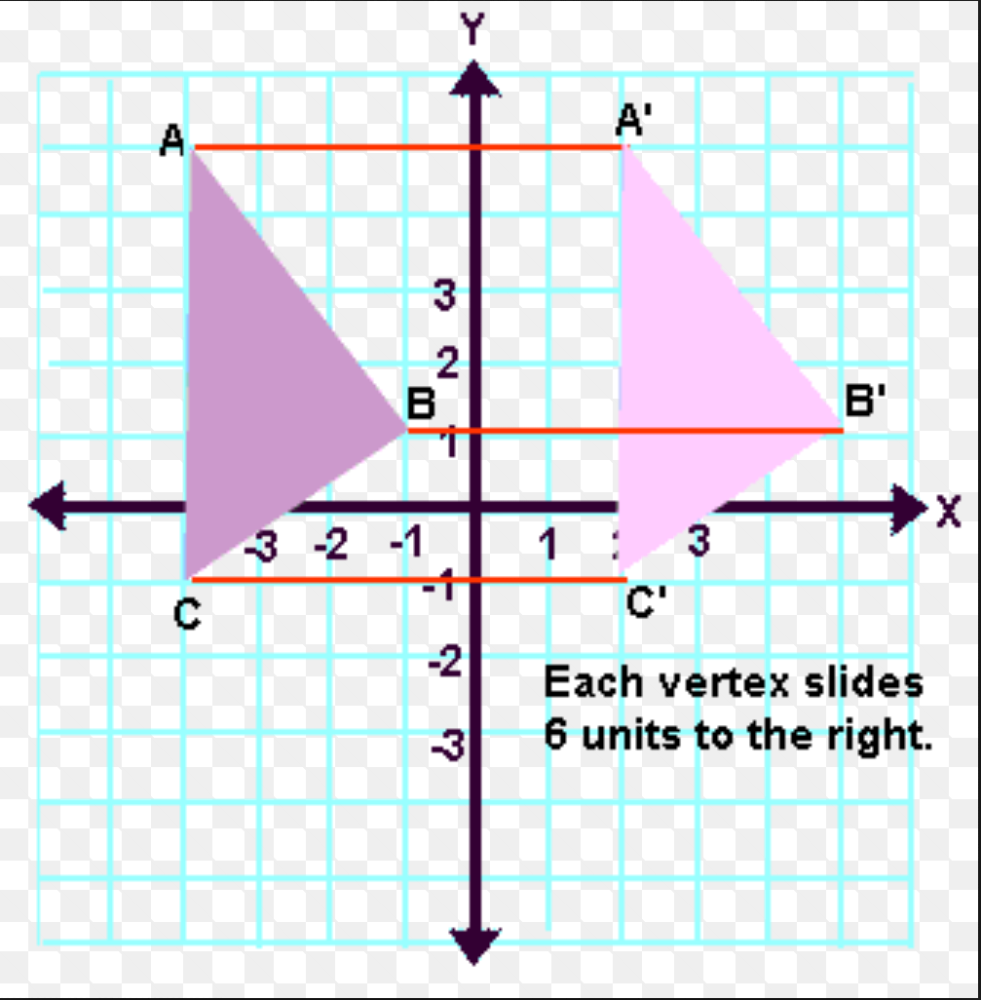 Y
A
A'
3
2
B
B'
1
X
-3 -2 -1 1 3
-1
C
C'
-2
Each vertex slides
6 units to the right.
-3